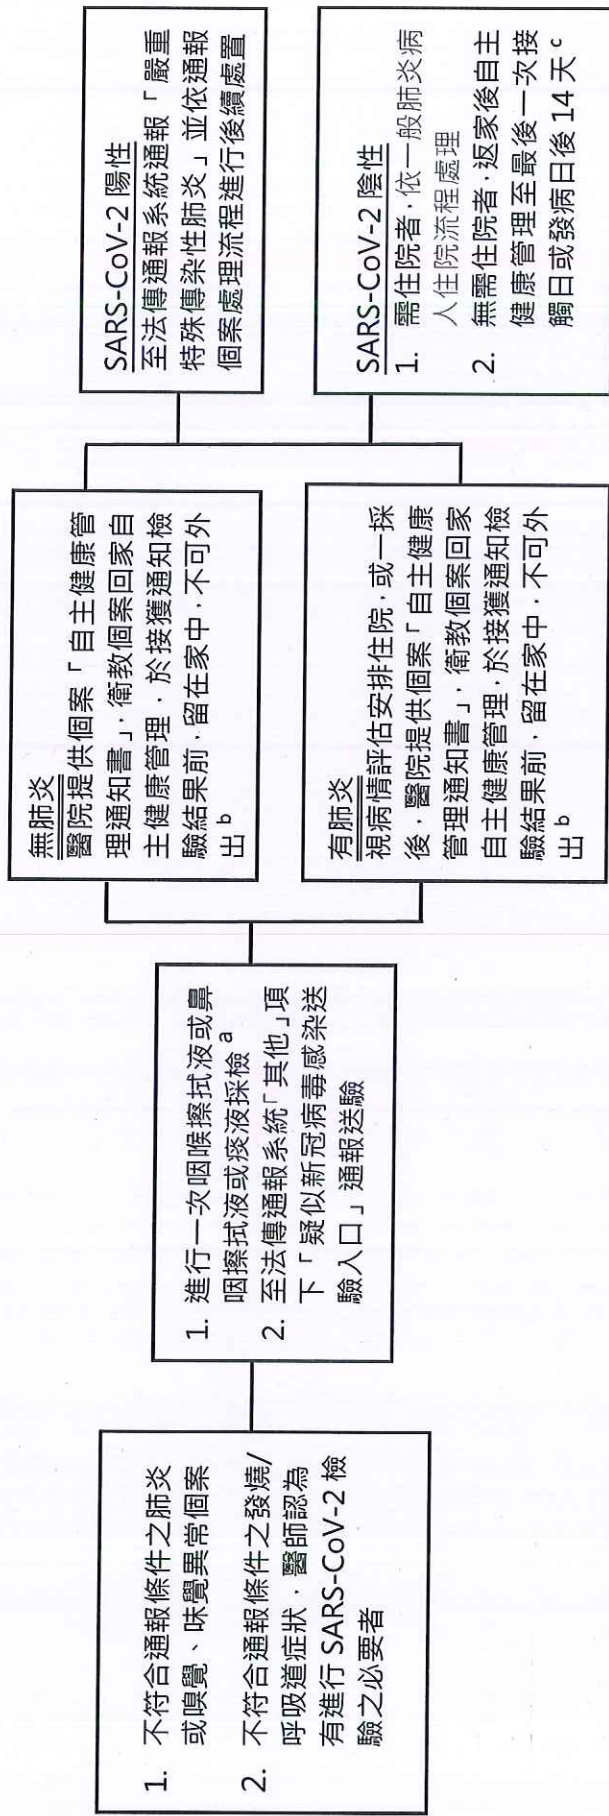 1. 不符合通報條件之肺炎
或嗅覺、味覺異常個案
2. 不符合通報條件之發燒/
呼吸道症狀，醫師認為
有進行 SARS-CoV-2 檢
驗之必要者
1. 進行一次咽喉擦拭液或鼻
咽擦拭液或痰液採檢 a
2. 至法傳通報系統「其他」項
下「疑似新冠病毒感染送
驗入口」通報送驗
無肺炎
醫院提供個案「自主健康管
理通知書」，衛教個案回家自
主健康管理，於接獲通知檢
驗結果前，留在家中，不可外
出 b
有肺炎
視病情評估安排住院，或一採
後，醫院提供個案「自主健康
管理通知書」，衛教個案回家
自主健康管理，於接獲通知檢
驗結果前，留在家中，不可外
出 b
SARS-CoV-2 陽性
至法傳通報系統通報「嚴重
特殊傳染性肺炎」並依通報
個案處理流程進行後續處置
SARS-CoV-2 陰性
1. 需住院者，依一般肺炎病
人住院流程處理
2. 無需住院者，返家後自主
健康管理至最後一次接
觸日或發病日後 14 天 c